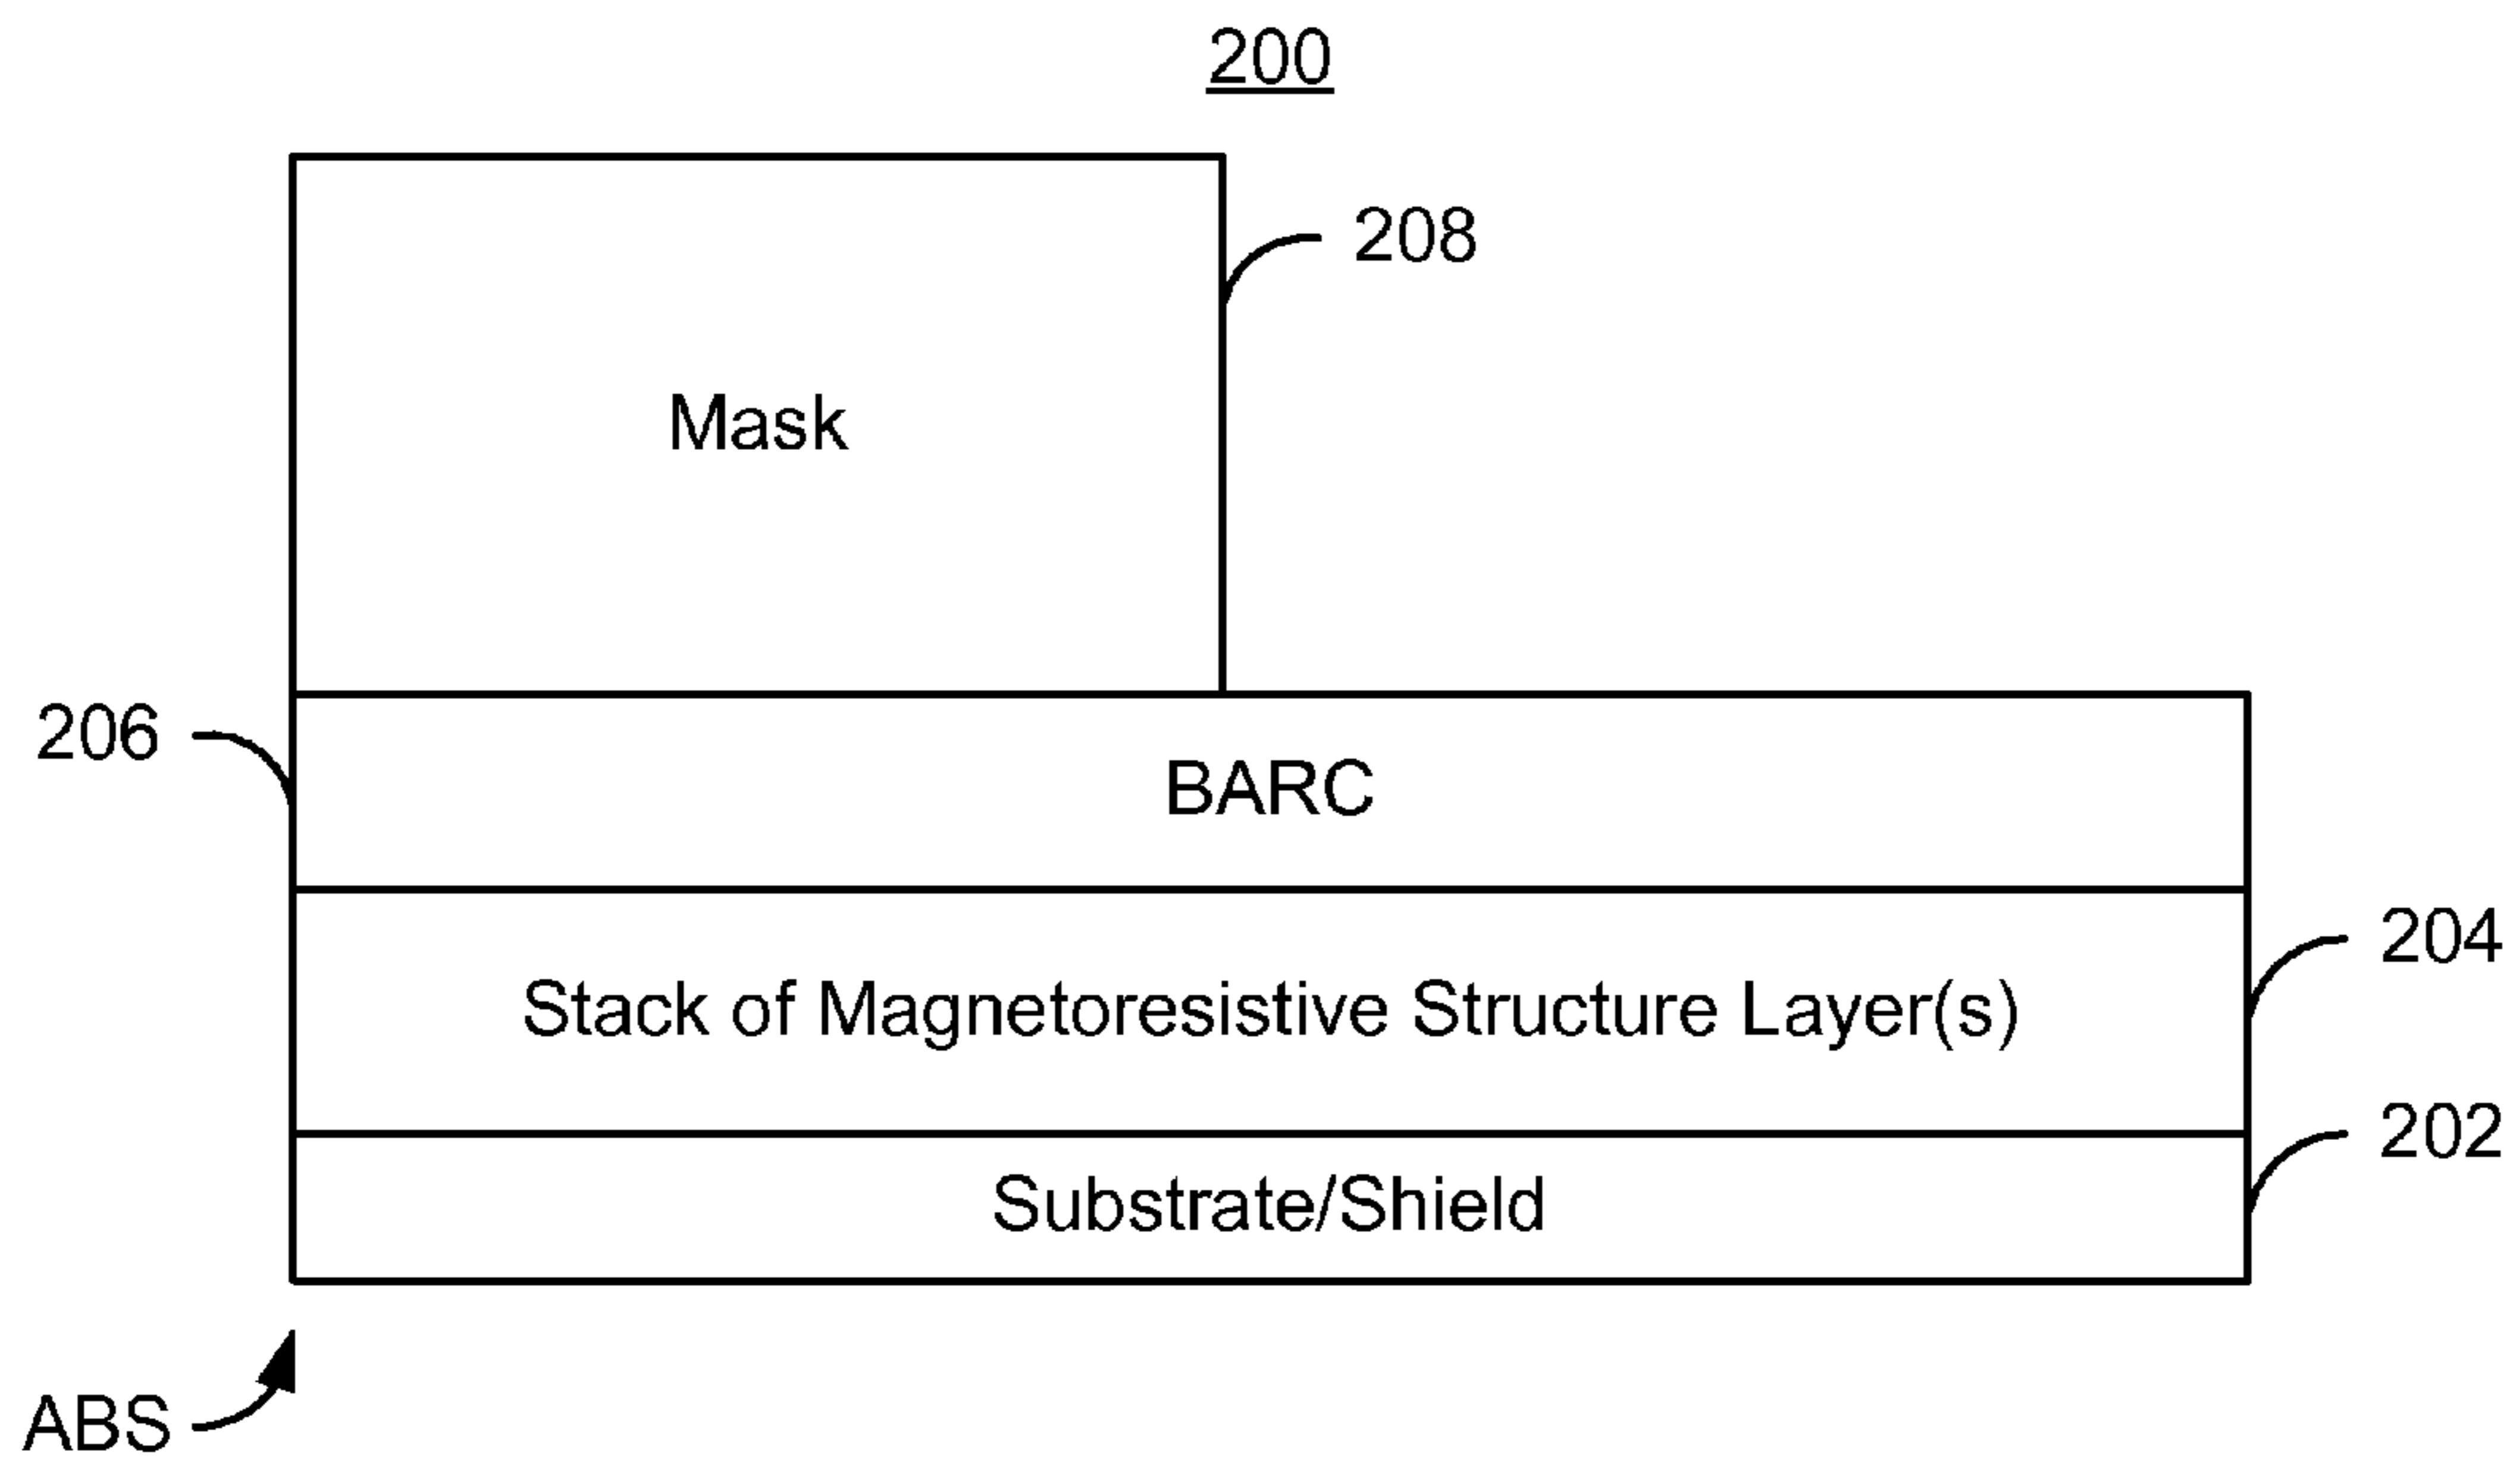 200
208
Mask
206
BARC
204
Stack of Magnetoresistive Structure Layer(s)
202
Substrate/Shield
ABS